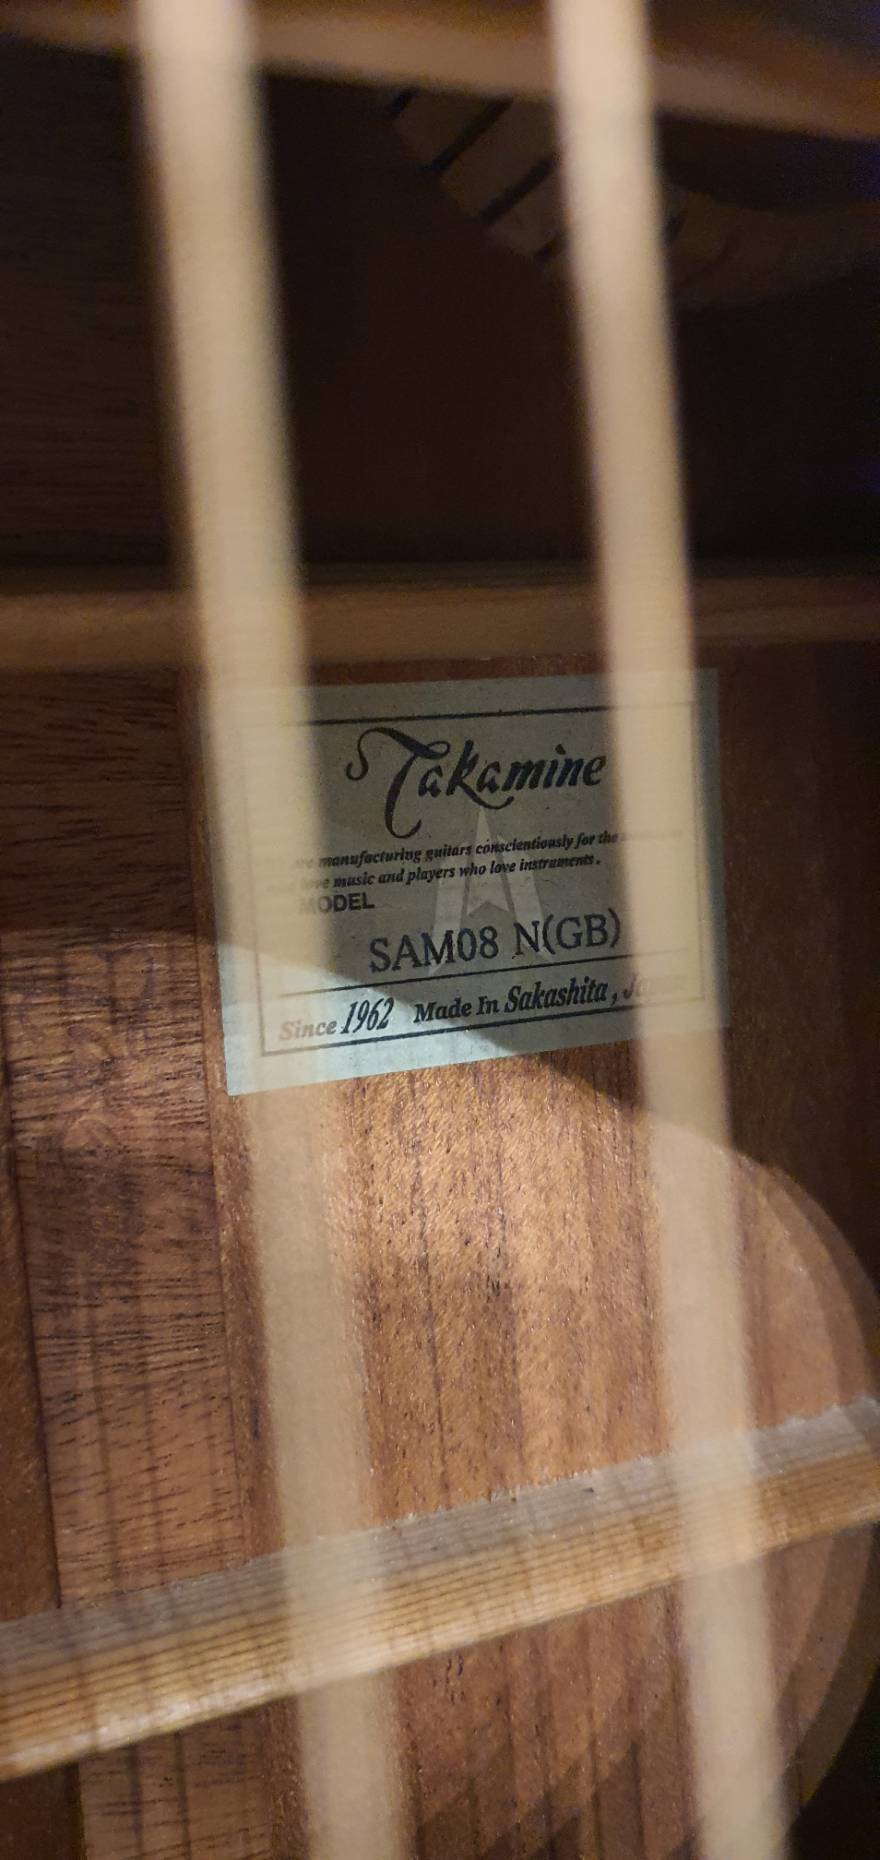 Takamine
manufacturing guitars conscientiously for the
love music and players who love instruments.
MODEL
SAM08 N(GB)
Since 1962 Made In Sakashita,